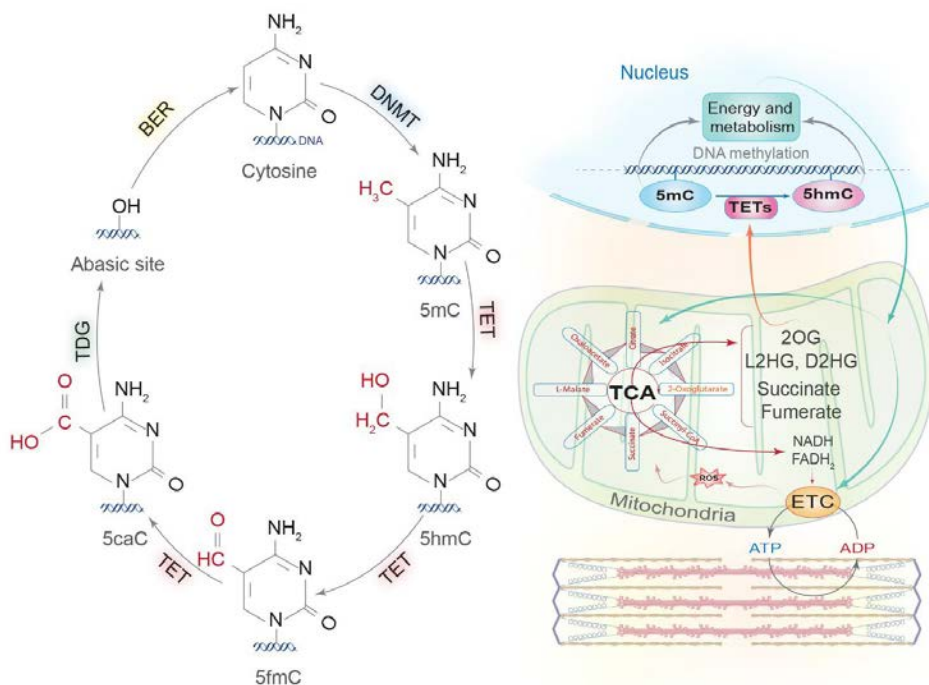 NH₂
N
N
O
DNA
Cytosine
BER
DNMT
OH
Abasic site
NH₂
H₃C
N
N
O
5mC
TET
TDG
O
HO
NH₂
N
N
O
5caC
HO
H₂C
NH₂
N
N
O
5hmC
TET
TET
O
HC
NH₂
N
N
O
5fmC
Nucleus
Energy and
metabolism
DNA methylation
5mC
TETs
5hmC
Oxaloacetate
Citrate
Isocitrate
L-Malate
TCA
2-Oxoglutarate
Fumerate
Succinate
Succinyl-CoA
2OG
L2HG, D2HG
Succinate
Fumerate
NADH
FADH₂
ROS
Mitochondria
ETC
ATP
ADP